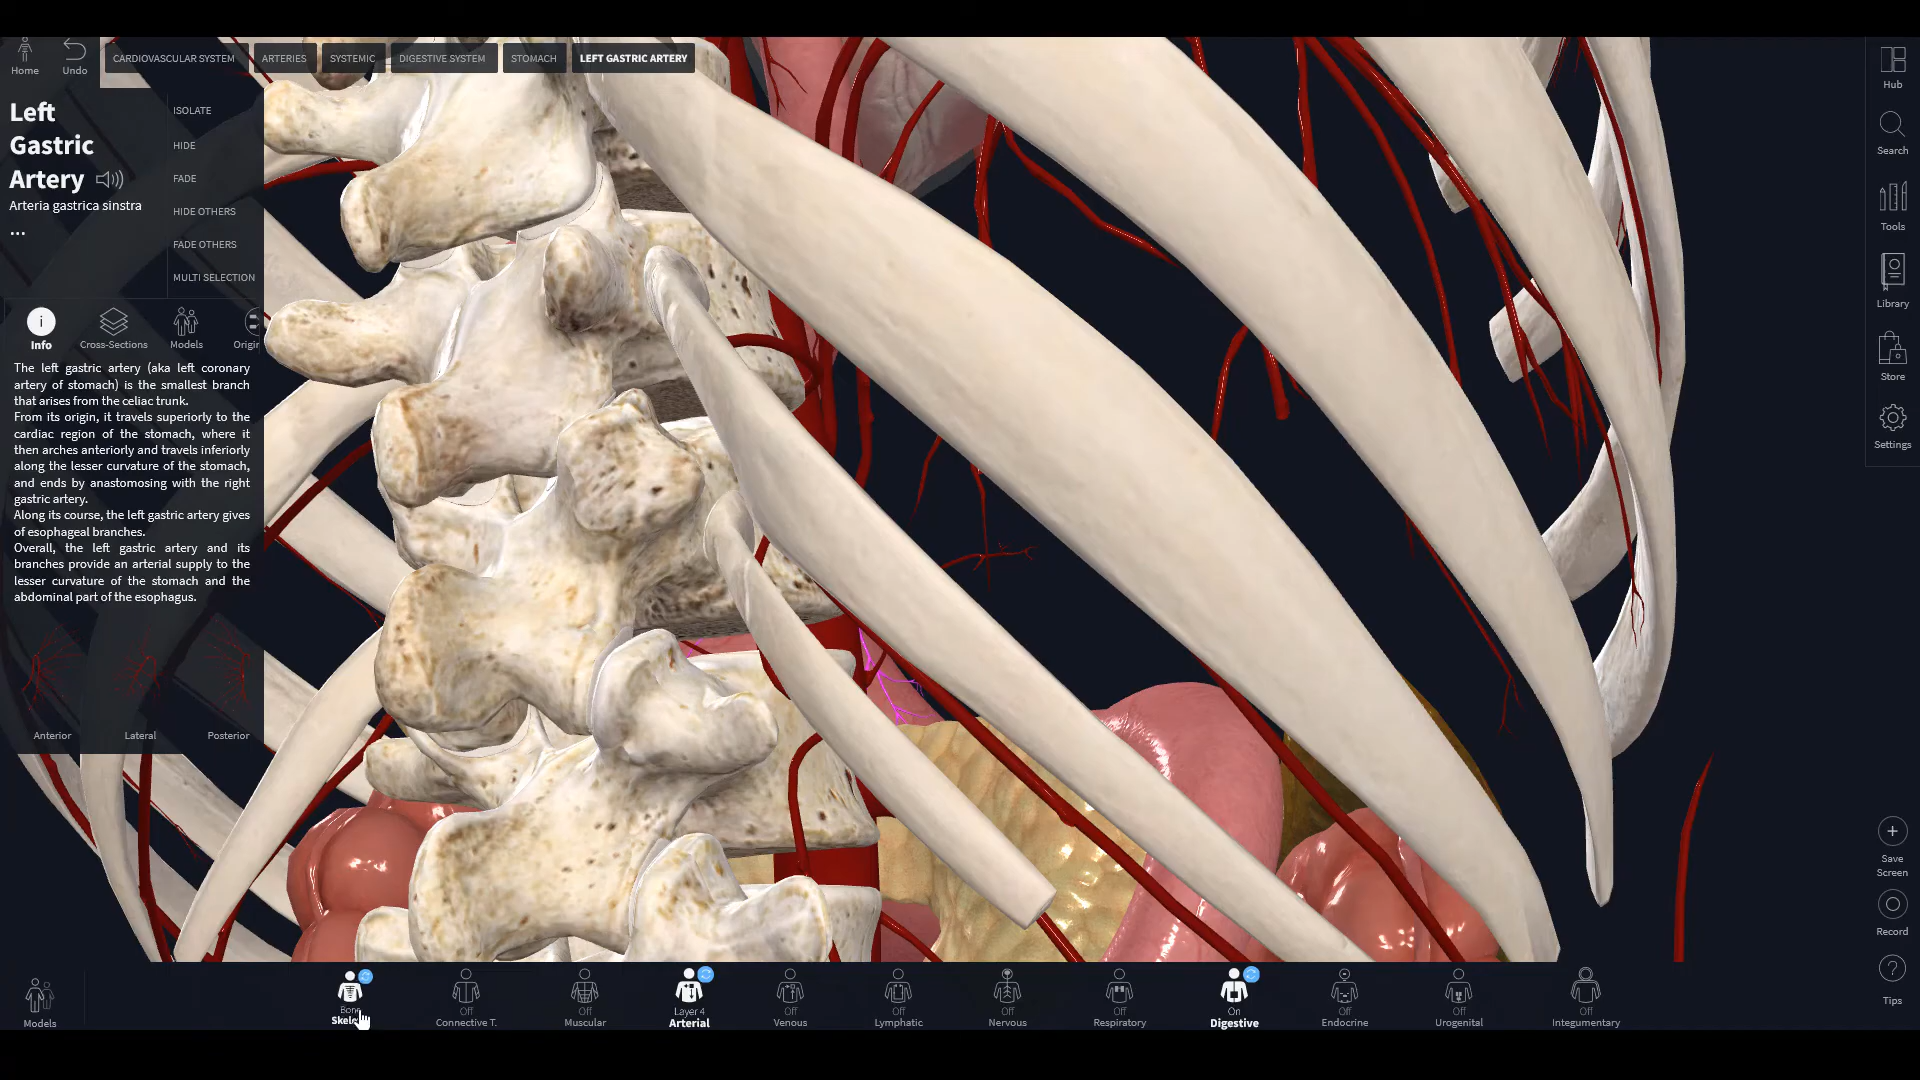 Home
Undo
CARDIOVASCULAR SYSTEM
ARTERIES
SYSTEMIC
DIGESTIVE SYSTEM
STOMACH
LEFT GASTRIC ARTERY
Left
Gastric
Artery
Arteria gastrica sinstra
...
ISOLATE
HIDE
FADE
HIDE OTHERS
FADE OTHERS
MULTI SELECTION
Info
Cross-Sections
Models
Origin
The left gastric artery (aka left coronary
artery of stomach) is the smallest branch
that arises from the celiac trunk.
From its origin, it travels superiorly to the
cardiac region of the stomach, where it
then arches anteriorly and travels inferiorly
along the lesser curvature of the stomach,
and ends by anastomosing with the right
gastric artery.
Along its course, the left gastric artery gives
of esophageal branches.
Overall, the left gastric artery and its
branches provide an arterial supply to the
lesser curvature of the stomach and the
abdominal part of the esophagus.
Anterior
Lateral
Posterior
Hub
Search
Tools
Library
Store
Settings
Save
Screen
Record
Tips
Models
Off
Connective T.
Off
Muscular
Layer 4
Arterial
Off
Venous
Off
Lymphatic
Off
Nervous
Off
Respiratory
On
Digestive
Off
Endocrine
Off
Urogenital
Off
Integumentary